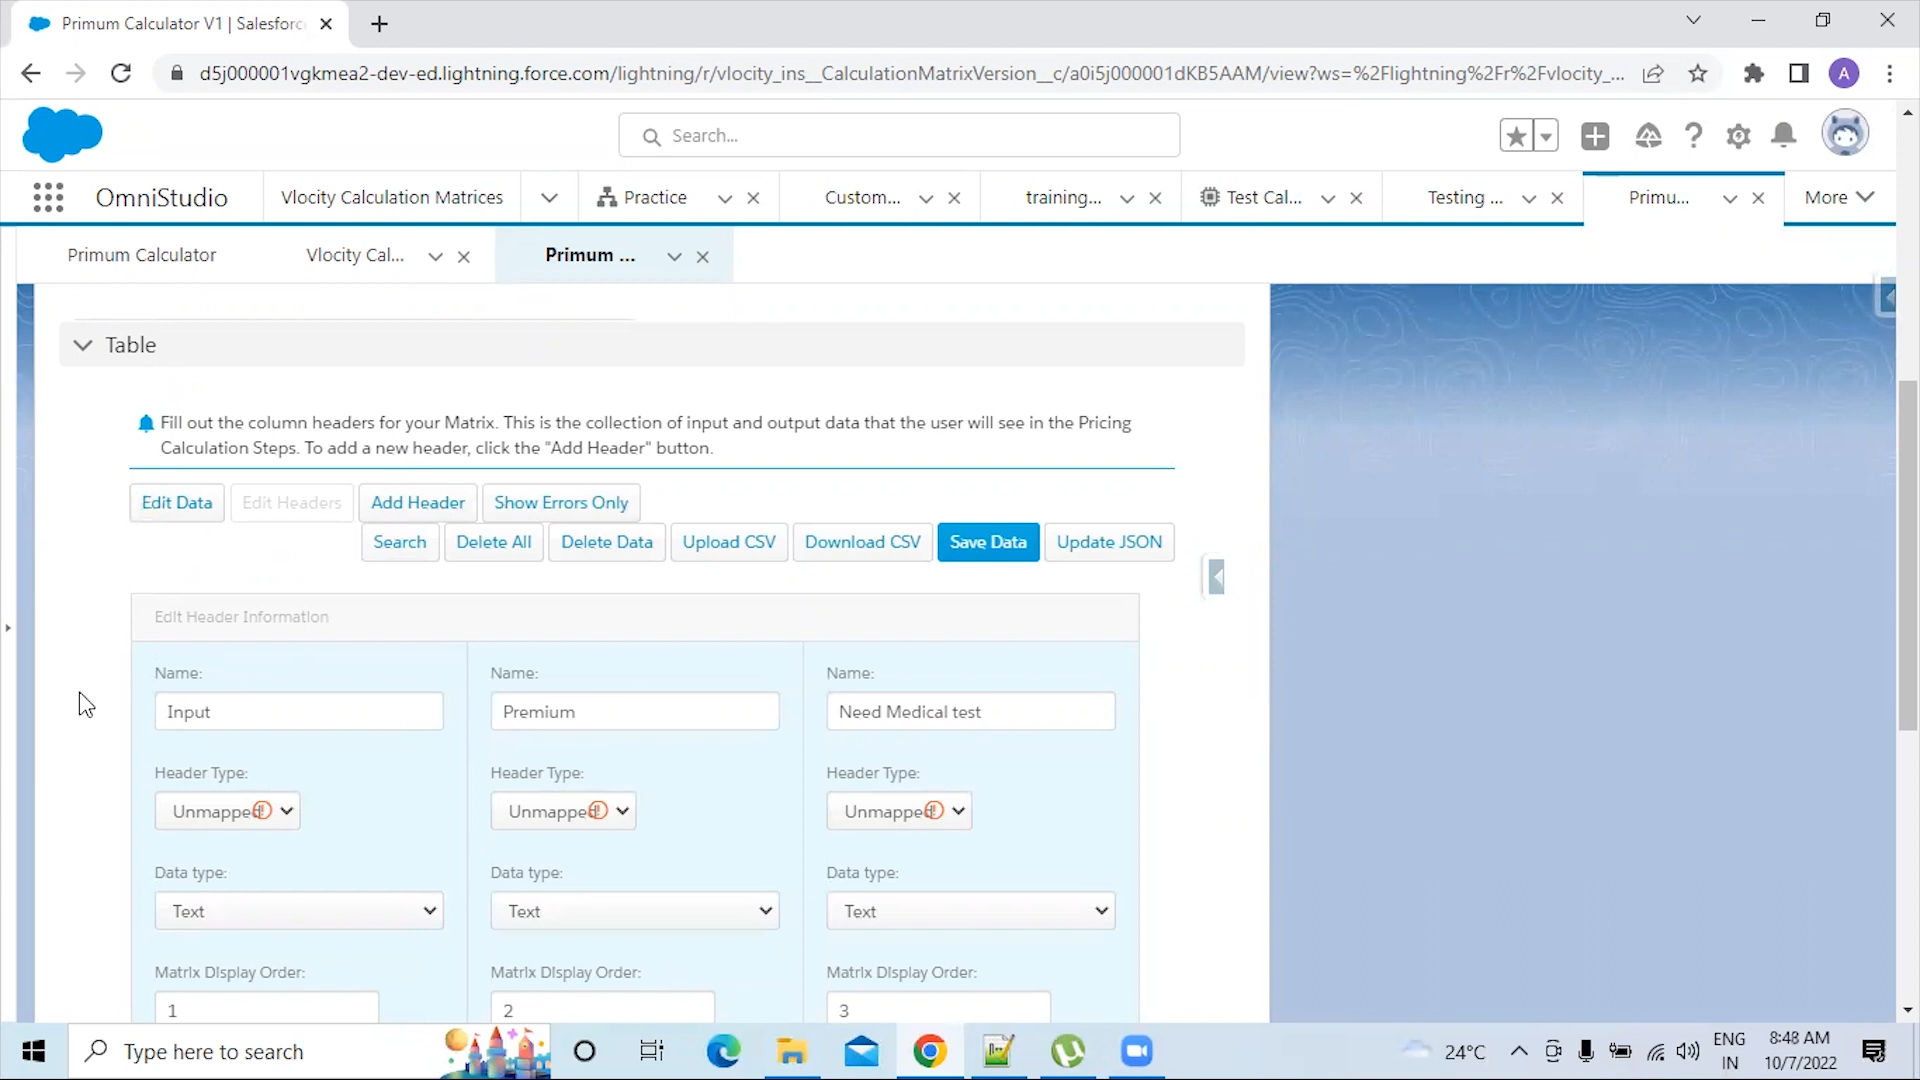 Primum Calculator V1 | Salesforc
d5j000001vgkmea2-dev-ed.lightning.force.com/lightning/r/vlocity_ins__CalculationMatrixVersion__c/a0i5j000001dKB5AAM/view?ws=%2Flightning%2Fr%2Fvlocity_...
A
Search...
OmniStudio
Vlocity Calculation Matrices
Practice
Custom...
training...
Test Cal...
Testing ...
Primu...
More
Primum Calculator
Vlocity Cal...
Primum ...
Table
Fill out the column headers for your Matrix. This is the collection of input and output data that the user will see in the Pricing
Calculation Steps. To add a new header, click the "Add Header" button.
Edit Data
Edit Headers
Add Header
Show Errors Only
Search
Delete All
Delete Data
Upload CSV
Download CSV
Save Data
Update JSON
Edit Header Information
Name:
Name:
Name:
Input
Premium
Need Medical test
Header Type:
Header Type:
Header Type:
Unmapped
Unmapped
Unmapped
Data type:
Data type:
Data type:
Text
Text
Text
Matrix Display Order:
Matrix Display Order:
Matrix Display Order:
1
2
3
Type here to search
24°C
ENG
IN
8:48 AM
10/7/2022